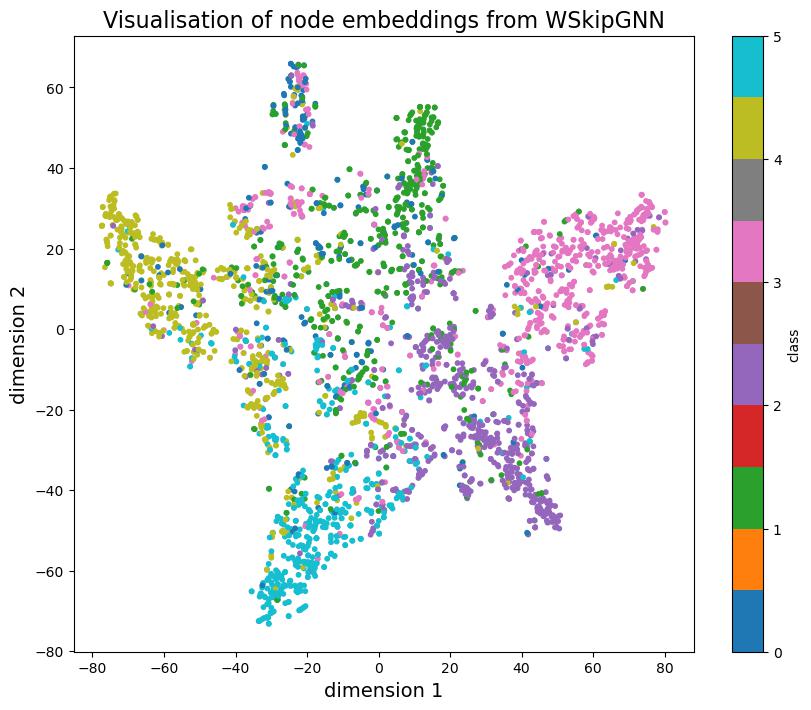 Visualisation of node embeddings from WSkipGNN
60
40
20
0
−20
−40
−60
−80
dimension 2
−80 −60 −40 −20 0 20 40 60 80
dimension 1
5
4
3
2
1
0
class